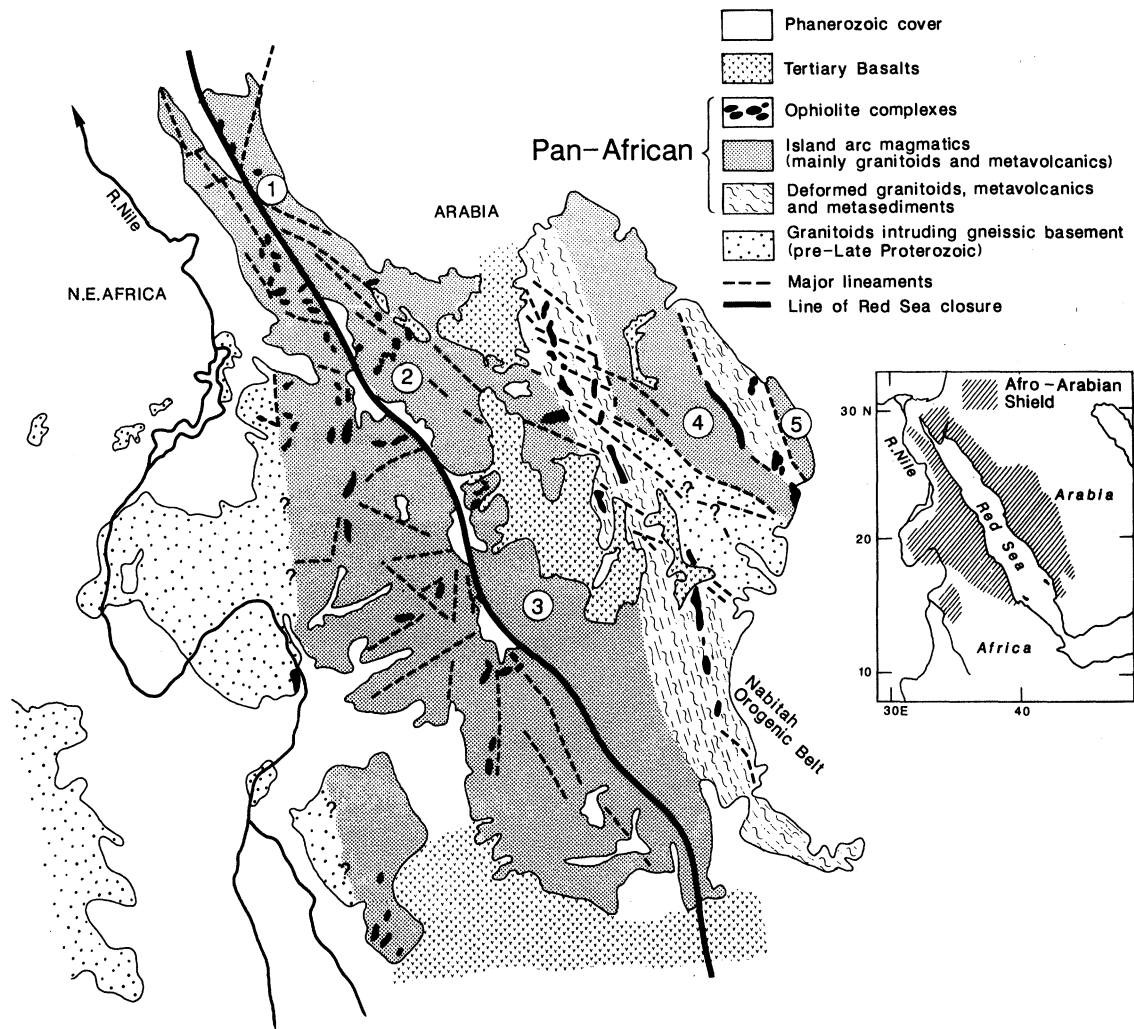 Phanerozoic cover
Tertiary Basalts
Pan-African
Ophiolite complexes
Island arc magmatics
(mainly granitoids and metavolcanics)
Deformed granitoids, metavolcanics
and metasediments
Granitoids intruding gneissic basement
(pre-Late Proterozoic)
Major lineaments
Line of Red Sea closure
R.Nile
1
ARABIA
N.E.AFRICA
2
4
5
?
?
?
3
Nabitah
Orogenic Belt
?
?
Afro-Arabian
Shield
30 N
R.Nile
Arabia
20
Red Sea
Africa
10
30E
40